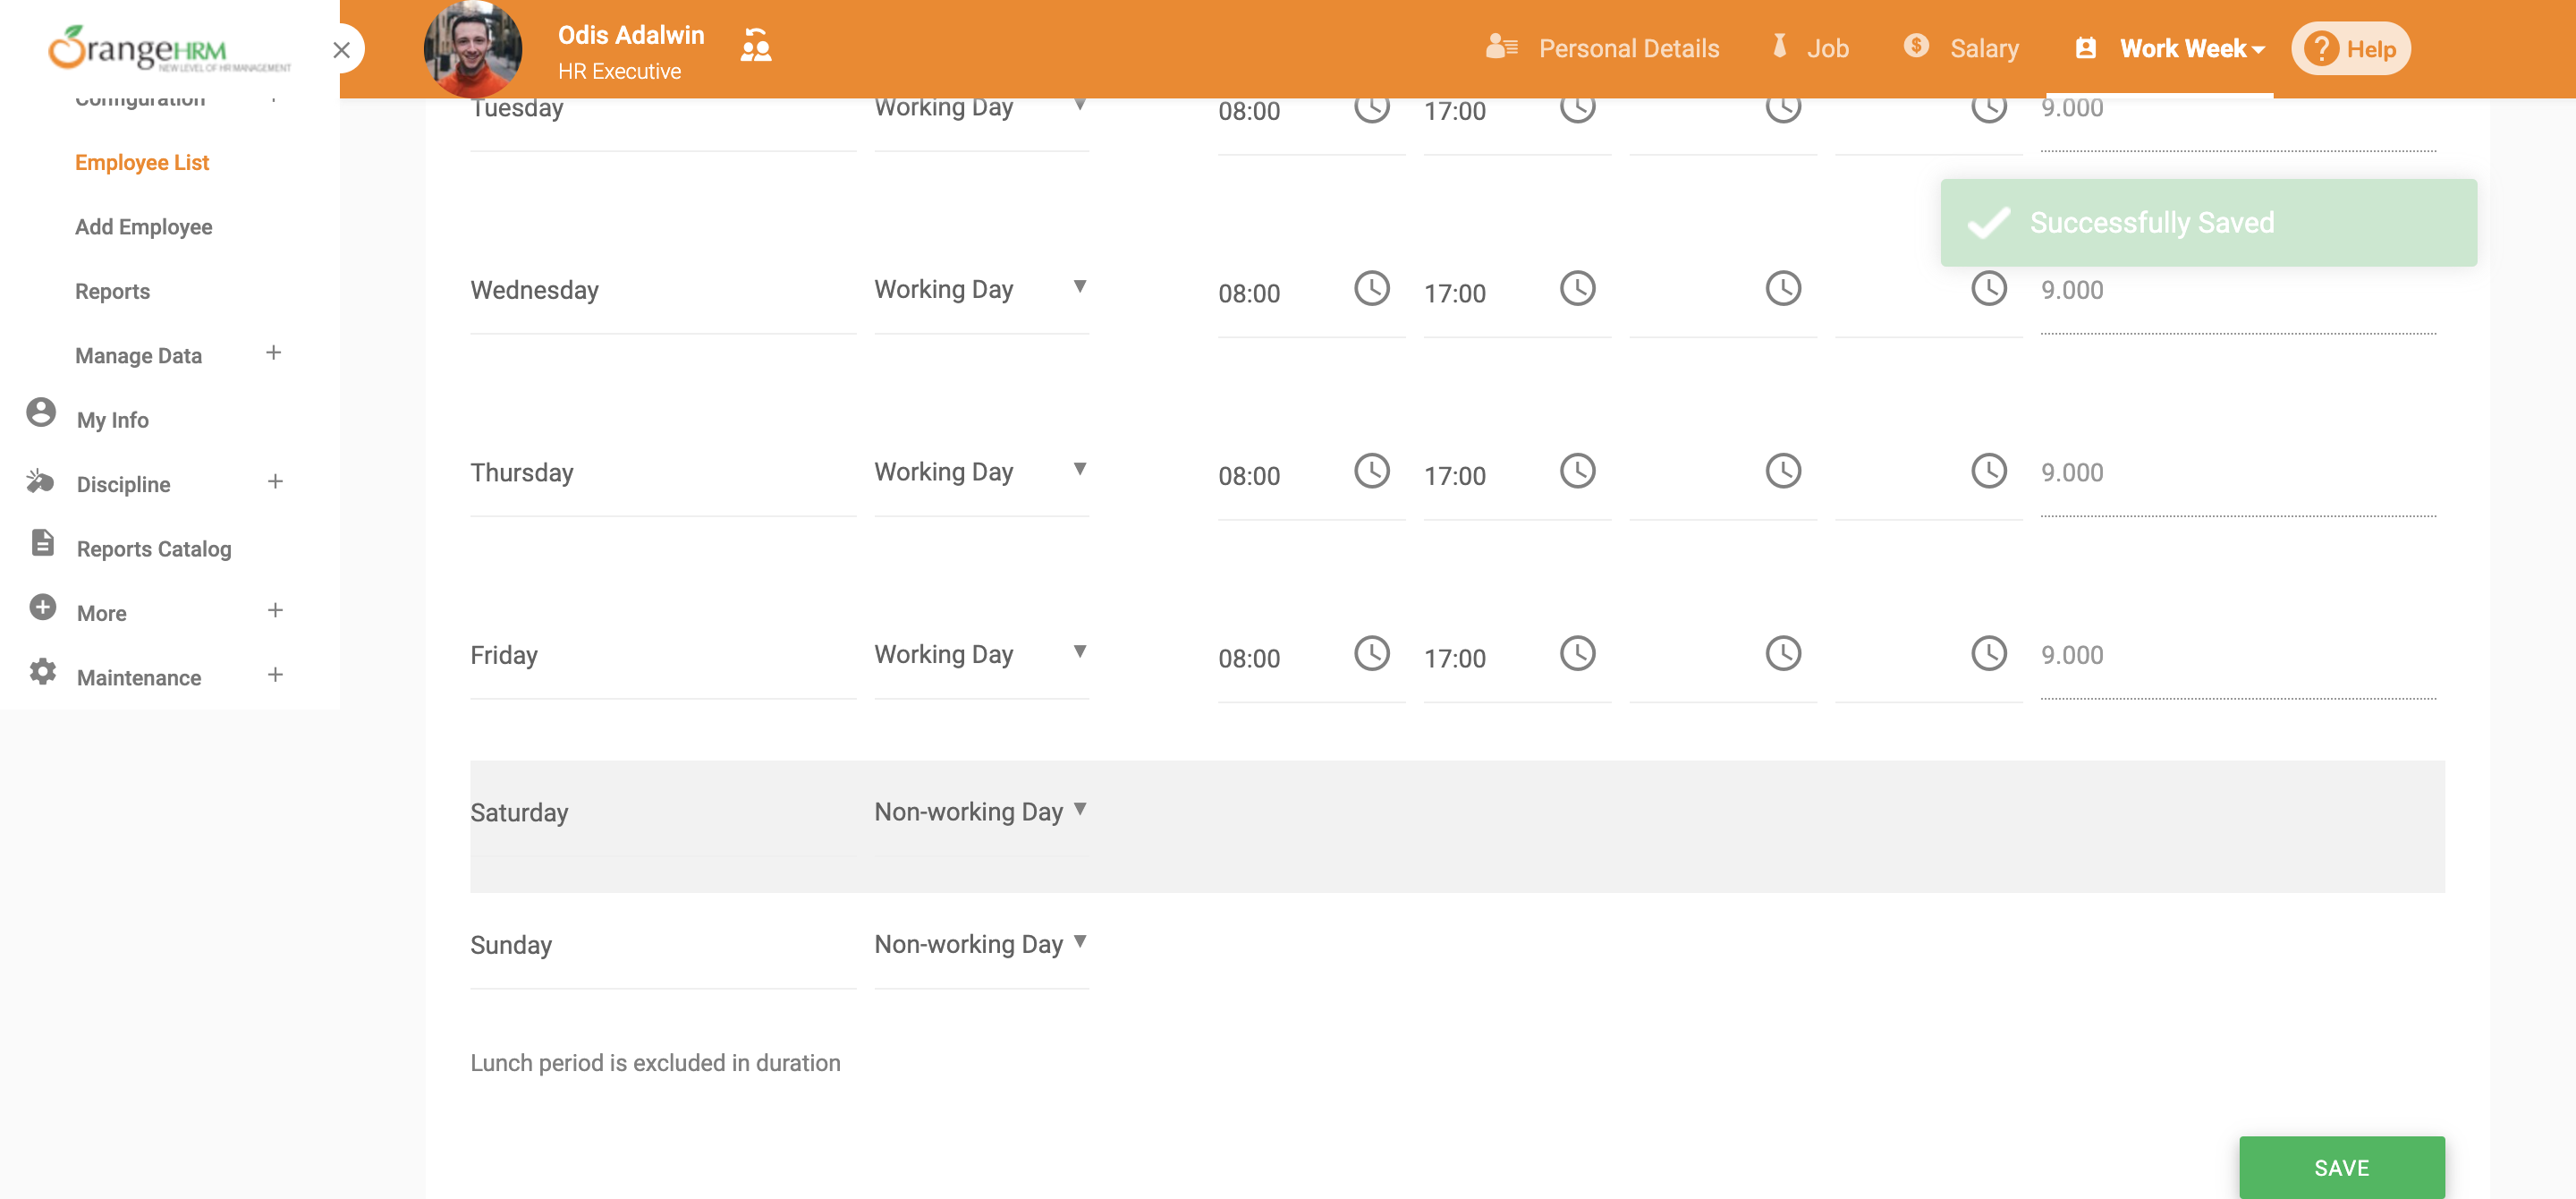 OrangeHRM
NEW LEVEL OF HR MANAGEMENT
Odis Adalwin
HR Executive
Personal Details
Job
Salary
Work Week
? Help
Configuration +
Employee List
Add Employee
Reports
Manage Data +
My Info
Discipline +
Reports Catalog
More +
Maintenance +
Tuesday Working Day 08:00 17:00 9.000
Successfully Saved
Wednesday Working Day 08:00 17:00 9.000
Thursday Working Day 08:00 17:00 9.000
Friday Working Day 08:00 17:00 9.000
Saturday Non-working Day
Sunday Non-working Day
Lunch period is excluded in duration
SAVE